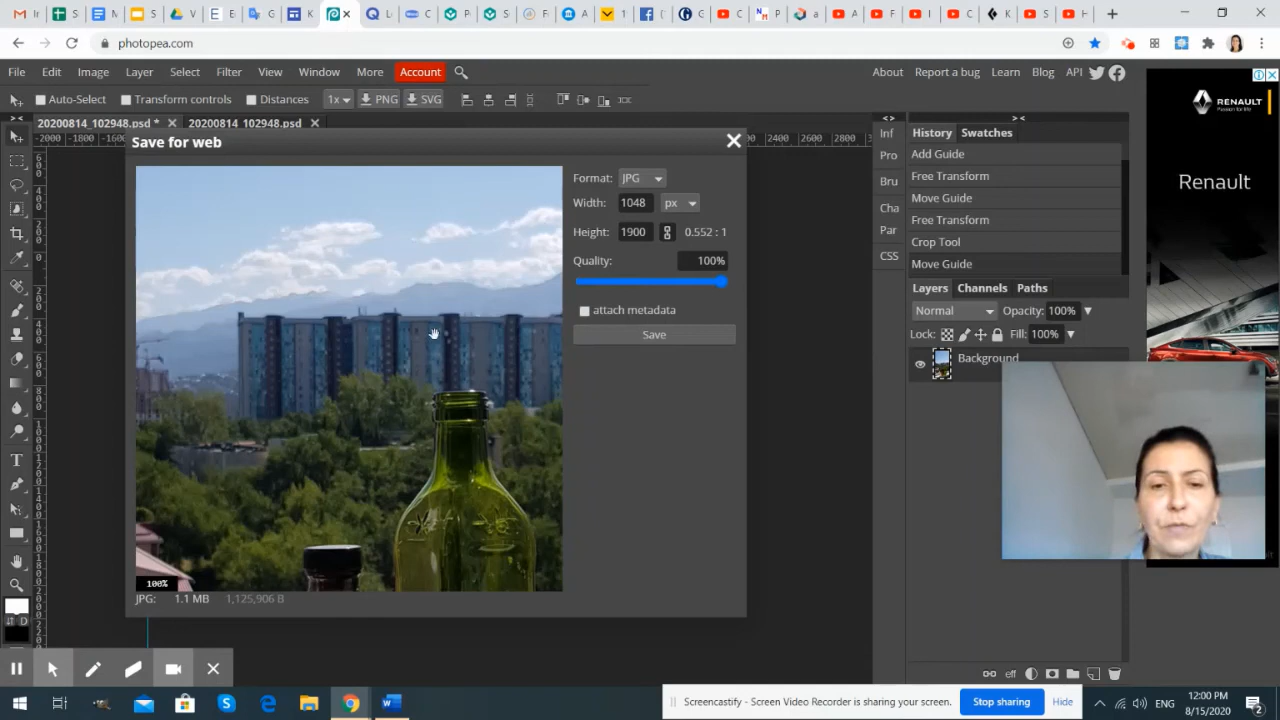 photopea.com
File Edit Image Layer Select Filter View Window More Account
About Report a bug Learn Blog API
Auto-Select Transform controls Distances 1x PNG SVG
20200814_102948.psd * 20200814_102948.psd
Save for web
Format: JPG
Width: 1048 px
Height: 1900 0.552 : 1
Quality: 100%
attach metadata
Save
100%
JPG: 1.1 MB 1,125,906 B
Inf
Pro
Bru
Cha
Par
CSS
History Swatches
Add Guide
Free Transform
Move Guide
Free Transform
Crop Tool
Move Guide
Layers Channels Paths
Normal Opacity: 100%
Lock: Fill: 100%
Background
eff
RENAULT
Passion for life
Renault
Screencastify - Screen Video Recorder is sharing your screen. Stop sharing Hide
ENG
12:00 PM
8/15/2020
2